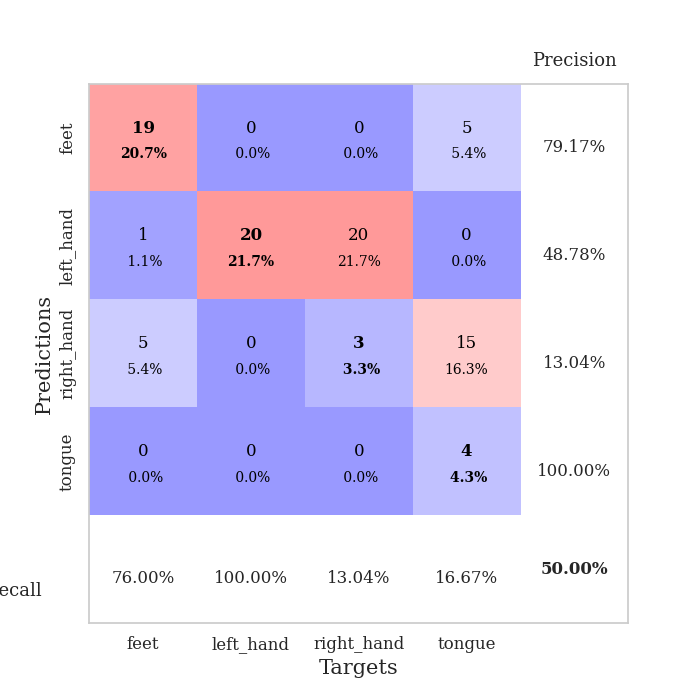 Precision
feet 19 0 0 5 79.17%
20.7% 0.0% 0.0% 5.4%
left_hand 1 20 20 0 48.78%
1.1% 21.7% 21.7% 0.0%
Predictions
right_hand 5 0 3 15 13.04%
5.4% 0.0% 3.3% 16.3%
tongue 0 0 0 4 100.00%
0.0% 0.0% 0.0% 4.3%
ecall 76.00% 100.00% 13.04% 16.67% 50.00%
feet left_hand right_hand tongue
Targets